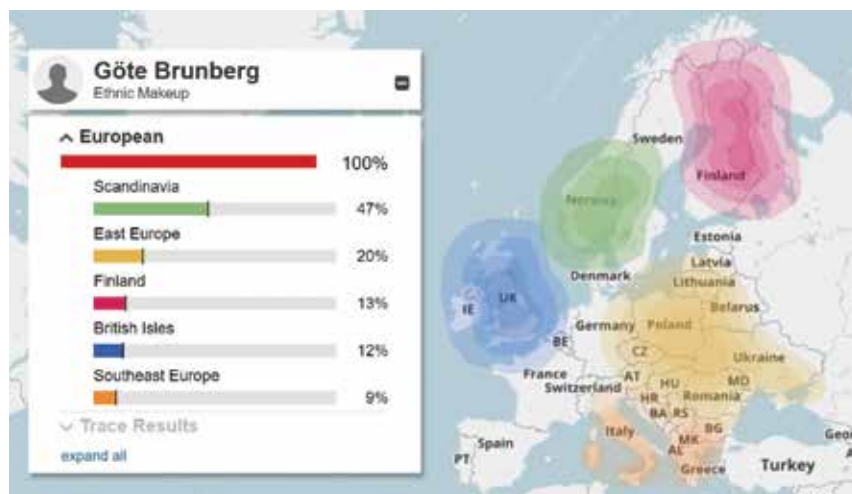 Göte Brunberg
Ethnic Makeup
European
100%
Scandinavia
47%
East Europe
20%
Finland
13%
British Isles
12%
Southeast Europe
9%
Trace Results
expand all
Sweden
Finland
Norway
Estonia
Latvia
Denmark
Lithuania
IE
UK
Belarus
Germany
Poland
BE
CZ
Ukraine
France
AT
HU
MD
Switzerland
HR
Romania
BA
RS
Italy
BG
Spain
MK
PT
AL
Greece
Turkey